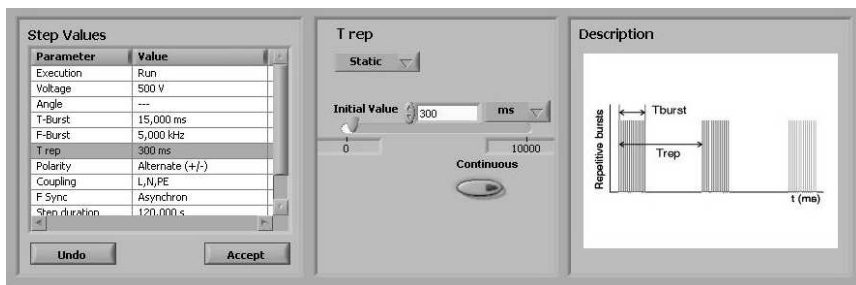 Step Values
Parameter Value
Execution Run
Voltage 500 V
Angle ---
T-Burst 15,000 ms
F-Burst 5,000 kHz
T rep 300 ms
Polarity Alternate (+/-)
Coupling L,N,PE
F Sync Asynchron
Step duration 120,000 s
Undo Accept
T rep
Static
Initial Value 300 ms
0 10000
Continuous
Description
Repetitive bursts
Tburst
Trep
t (ms)